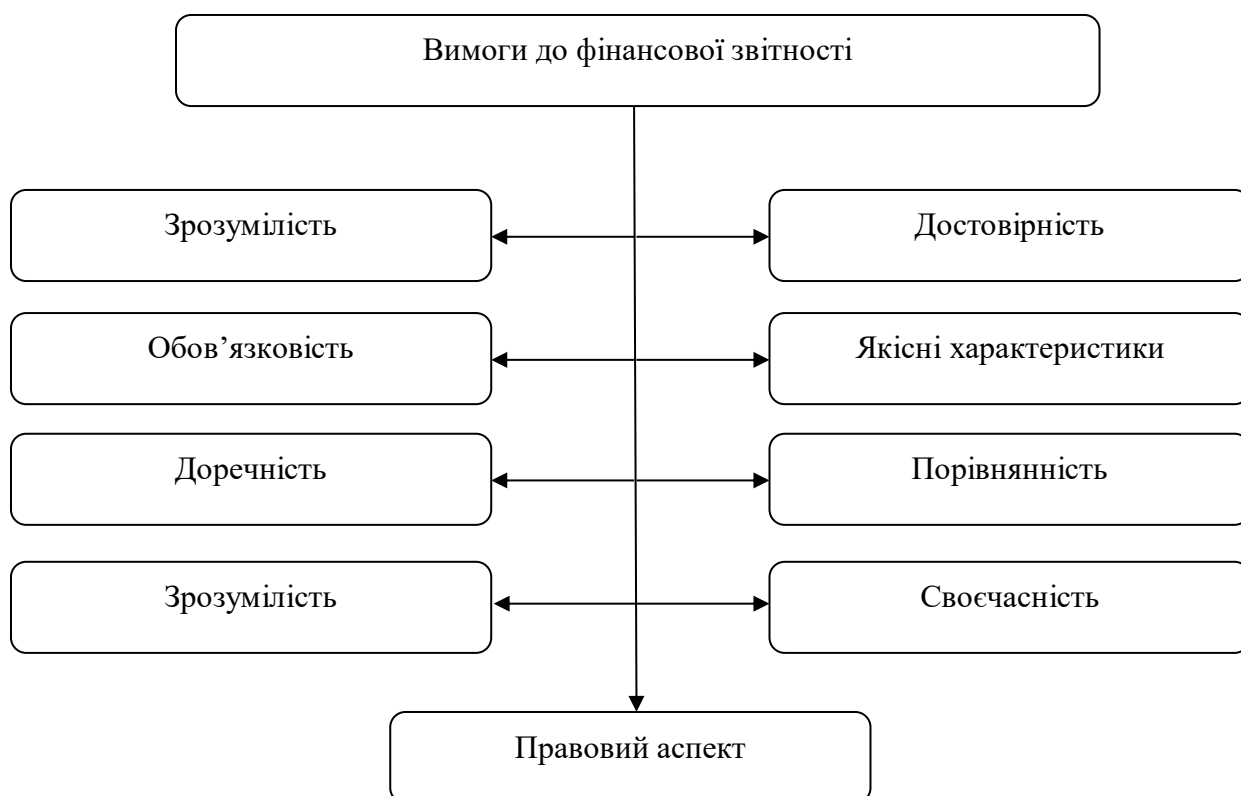 Вимоги до фінансової звітності
Зрозумілість
Достовірність
Обов’язковість
Якісні характеристики
Доречність
Порівнянність
Зрозумілість
Своєчасність
Правовий аспект